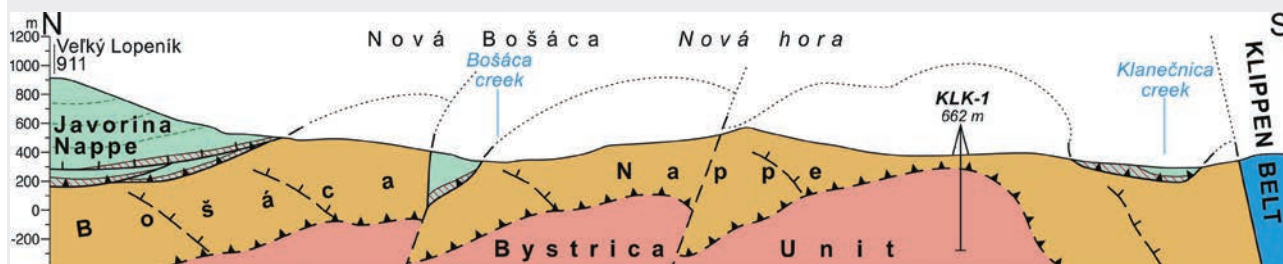 m
N
S
1200
1000
800
600
400
200
0
-200
Veľký Lopeník
911
Nová Bošáca
Nová hora
Bošáca
creek
KLK-1
662 m
Klanečnica
creek
KLIPPEN BELT
Javorina
Nappe
Bošáca Nappe
Bystrica Unit